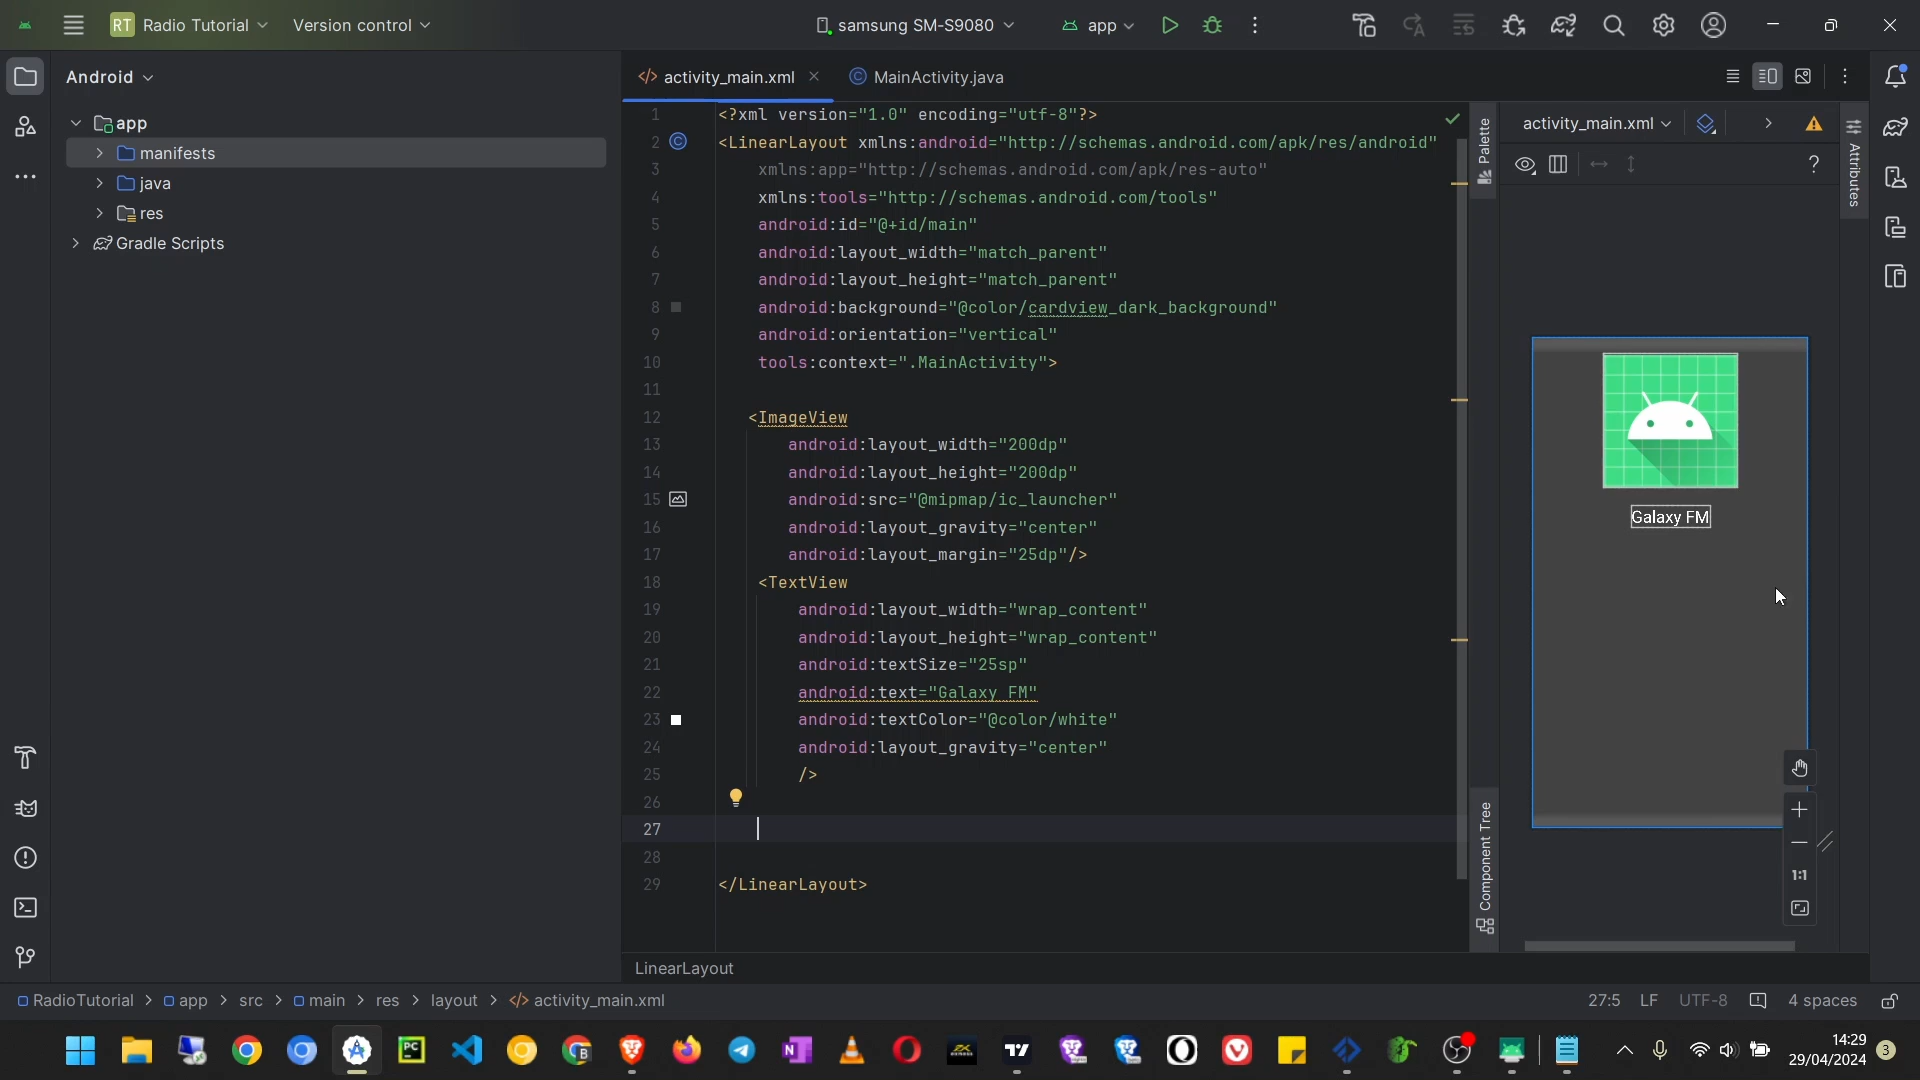 RT Radio Tutorial Version control samsung SM-S9080 app
Android activity_main.xml MainActivity.java
app
manifests
java
res
Gradle Scripts
1 <?xml version="1.0" encoding="utf-8"?>
2 <LinearLayout xmlns:android="http://schemas.android.com/apk/res/android"
3 xmlns:app="http://schemas.android.com/apk/res-auto"
4 xmlns:tools="http://schemas.android.com/tools"
5 android:id="@+id/main"
6 android:layout_width="match_parent"
7 android:layout_height="match_parent"
8 android:background="@color/cardview_dark_background"
9 android:orientation="vertical"
10 tools:context=".MainActivity">
11
12 <ImageView
13 android:layout_width="200dp"
14 android:layout_height="200dp"
15 android:src="@mipmap/ic_launcher"
16 android:layout_gravity="center"
17 android:layout_margin="25dp"/>
18 <TextView
19 android:layout_width="wrap_content"
20 android:layout_height="wrap_content"
21 android:textSize="25sp"
22 android:text="Galaxy FM"
23 android:textColor="@color/white"
24 android:layout_gravity="center"
25 />
26
27
28
29 </LinearLayout>
Palette
Component Tree
activity_main.xml
?
Attributes
Galaxy FM
1:1
LinearLayout
RadioTutorial > app > src > main > res > layout > activity_main.xml 27:5 LF UTF-8 4 spaces
14:29
29/04/2024 3